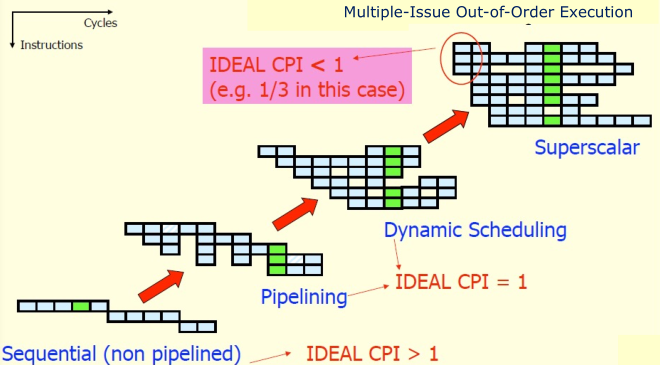 Multiple-Issue Out-of-Order Execution
Cycles
Instructions
IDEAL CPI < 1
(e.g. 1/3 in this case)
Superscalar
Dynamic Scheduling
IDEAL CPI = 1
Pipelining
Sequential (non pipelined)
IDEAL CPI > 1